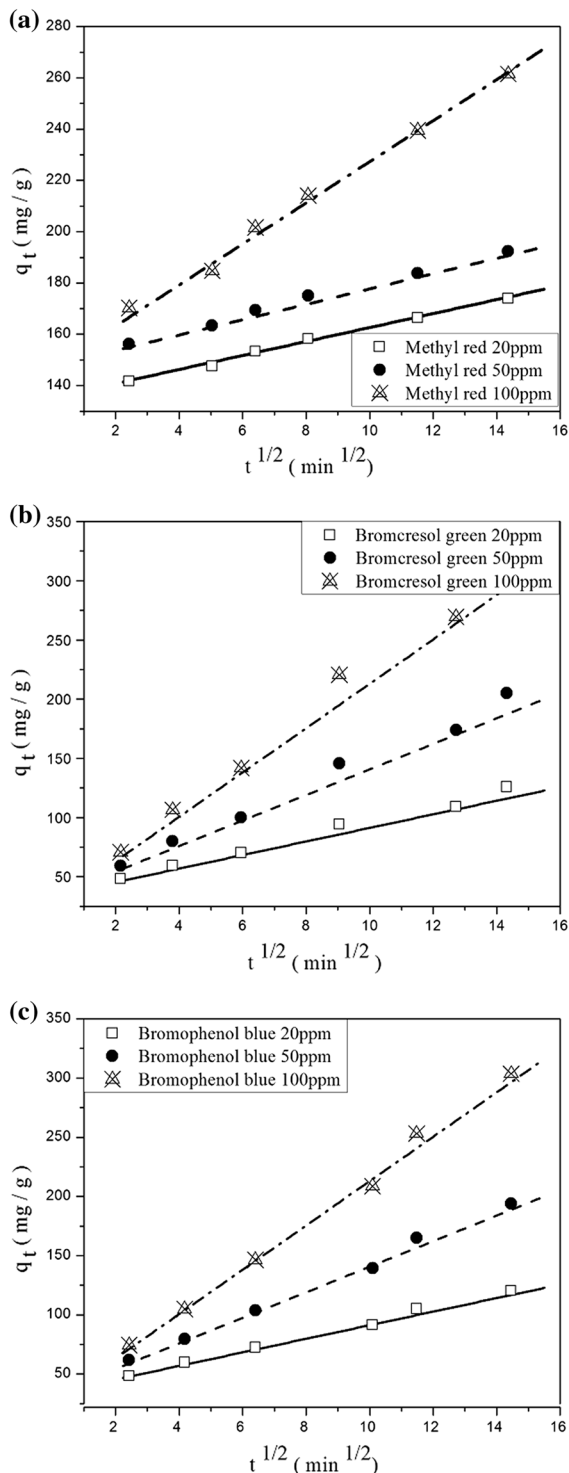 (a)
280
260
240
220
200
180
160
140
q t ( mg / g )
Methyl red 20ppm
Methyl red 50ppm
Methyl red 100ppm
2 4 6 8 10 12 14 16
t 1/2 ( min 1/2)
(b)
350
300
250
200
150
100
50
q t ( mg / g )
Bromcresol green 20ppm
Bromcresol green 50ppm
Bromcresol green 100ppm
2 4 6 8 10 12 14 16
t 1/2 ( min 1/2)
(c)
350
300
250
200
150
100
50
q t ( mg / g )
Bromophenol blue 20ppm
Bromophenol blue 50ppm
Bromophenol blue 100ppm
2 4 6 8 10 12 14 16
t 1/2 ( min 1/2)